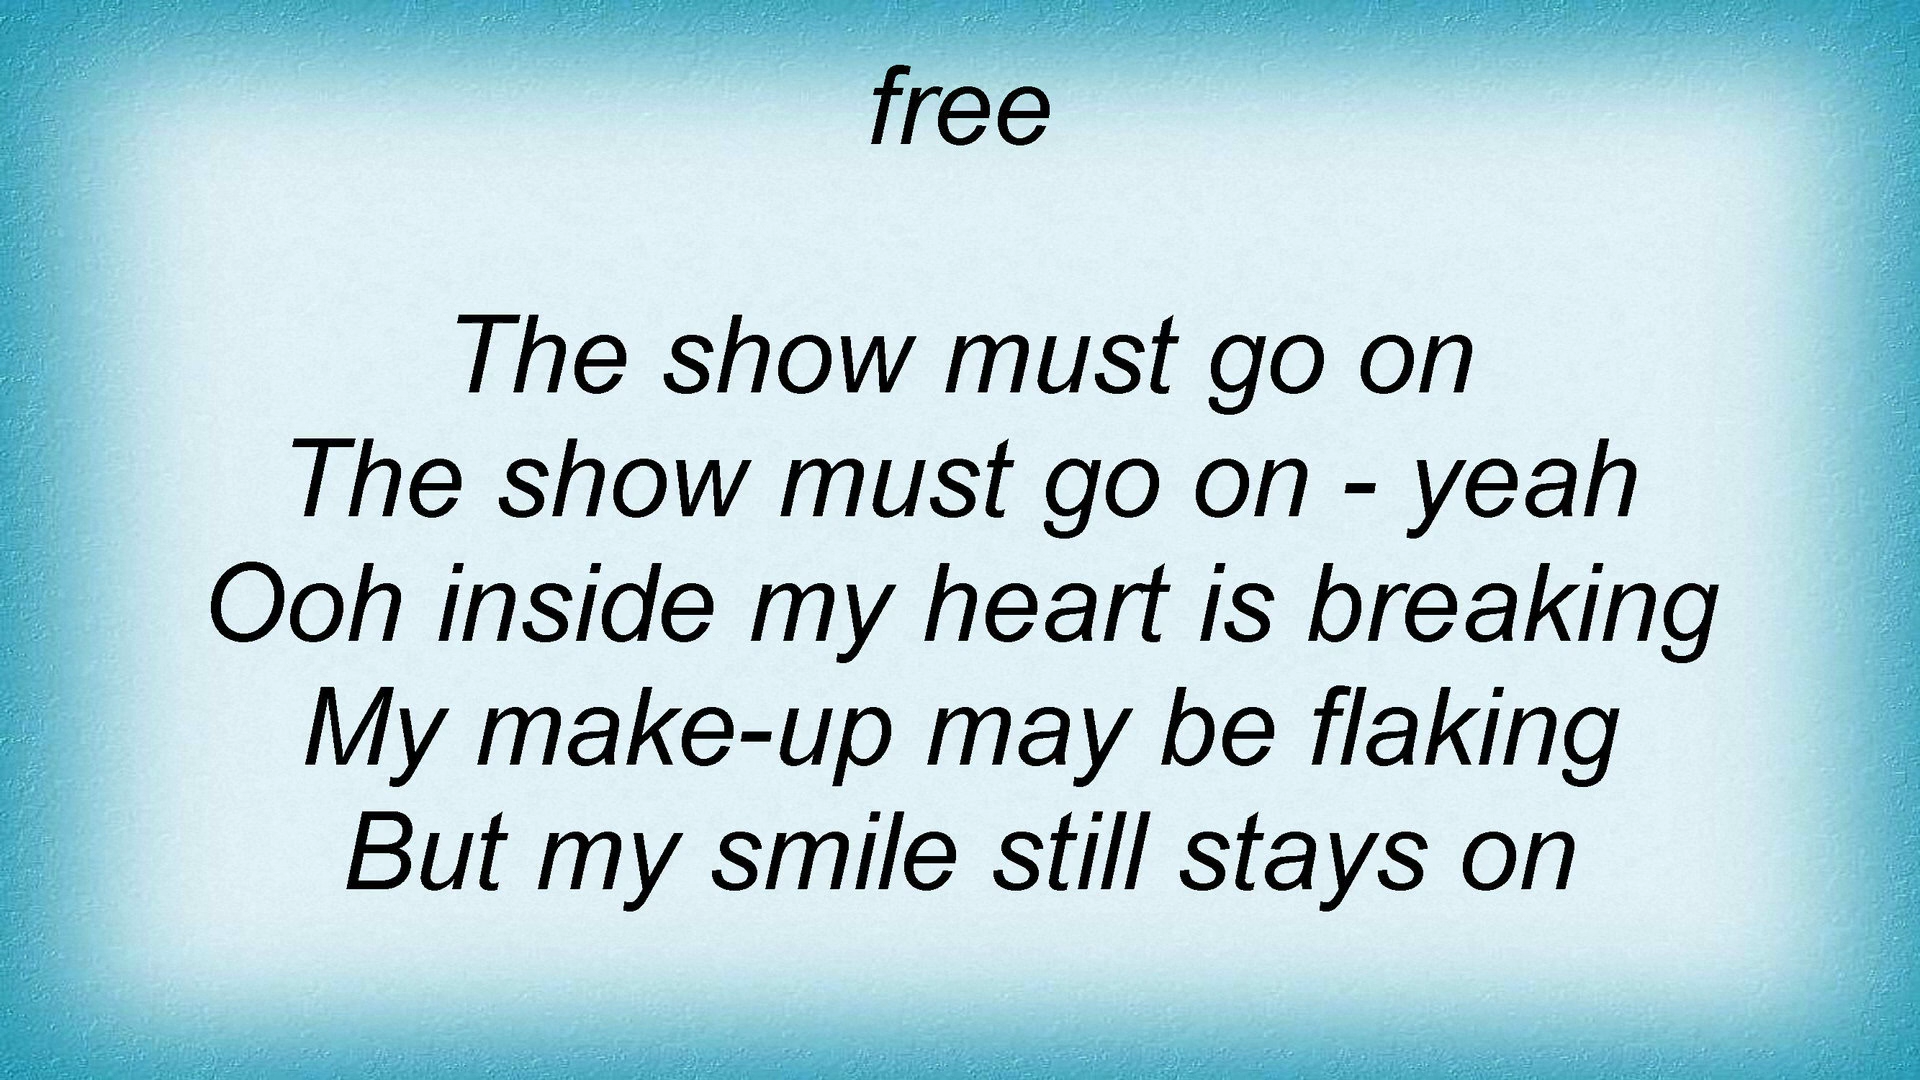 free
The show must go on
The show must go on - yeah
Ooh inside my heart is breaking
My make-up may be flaking
But my smile still stays on